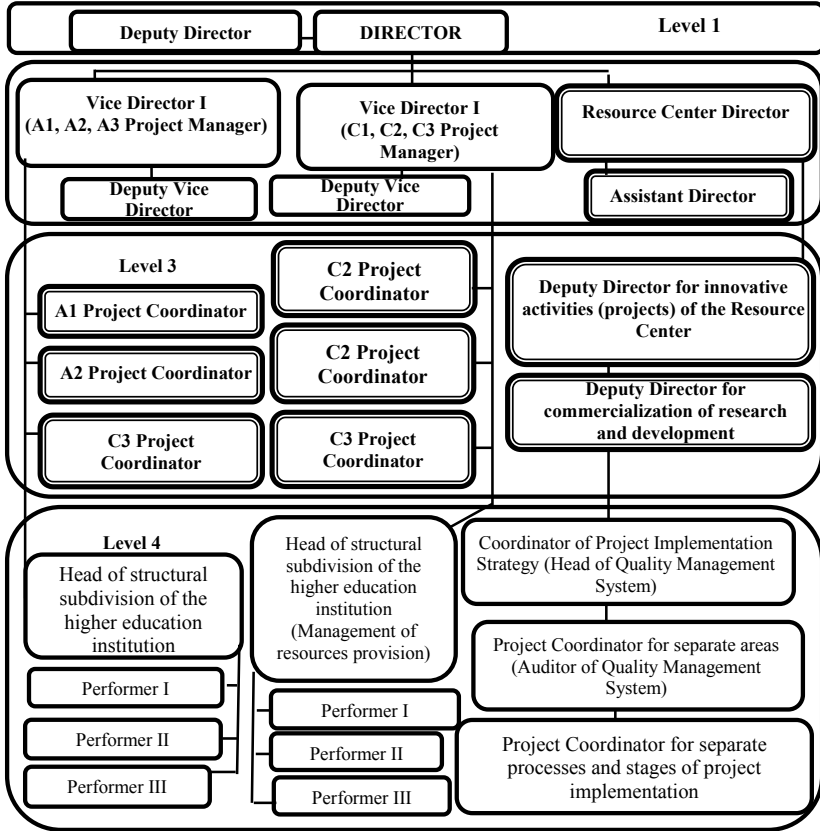 Deputy Director
DIRECTOR
Level 1
Vice Director I
(A1, A2, A3 Project Manager)
Vice Director I
(C1, C2, C3 Project
Manager)
Resource Center Director
Deputy Vice
Director
Deputy Vice
Director
Assistant Director
Level 3
A1 Project Coordinator
A2 Project Coordinator
C3 Project
Coordinator
C2 Project
Coordinator
C2 Project
Coordinator
C3 Project
Coordinator
Deputy Director for innovative
activities (projects) of the Resource
Center
Deputy Director for
commercialization of research
and development
Level 4
Head of structural
subdivision of the
higher education
institution
Performer I
Performer II
Performer III
Head of structural
subdivision of the
higher education
institution
(Management of
resources provision)
Performer I
Performer II
Performer III
Coordinator of Project Implementation
Strategy (Head of Quality Management
System)
Project Coordinator for separate areas
(Auditor of Quality Management
System)
Project Coordinator for separate
processes and stages of project
implementation